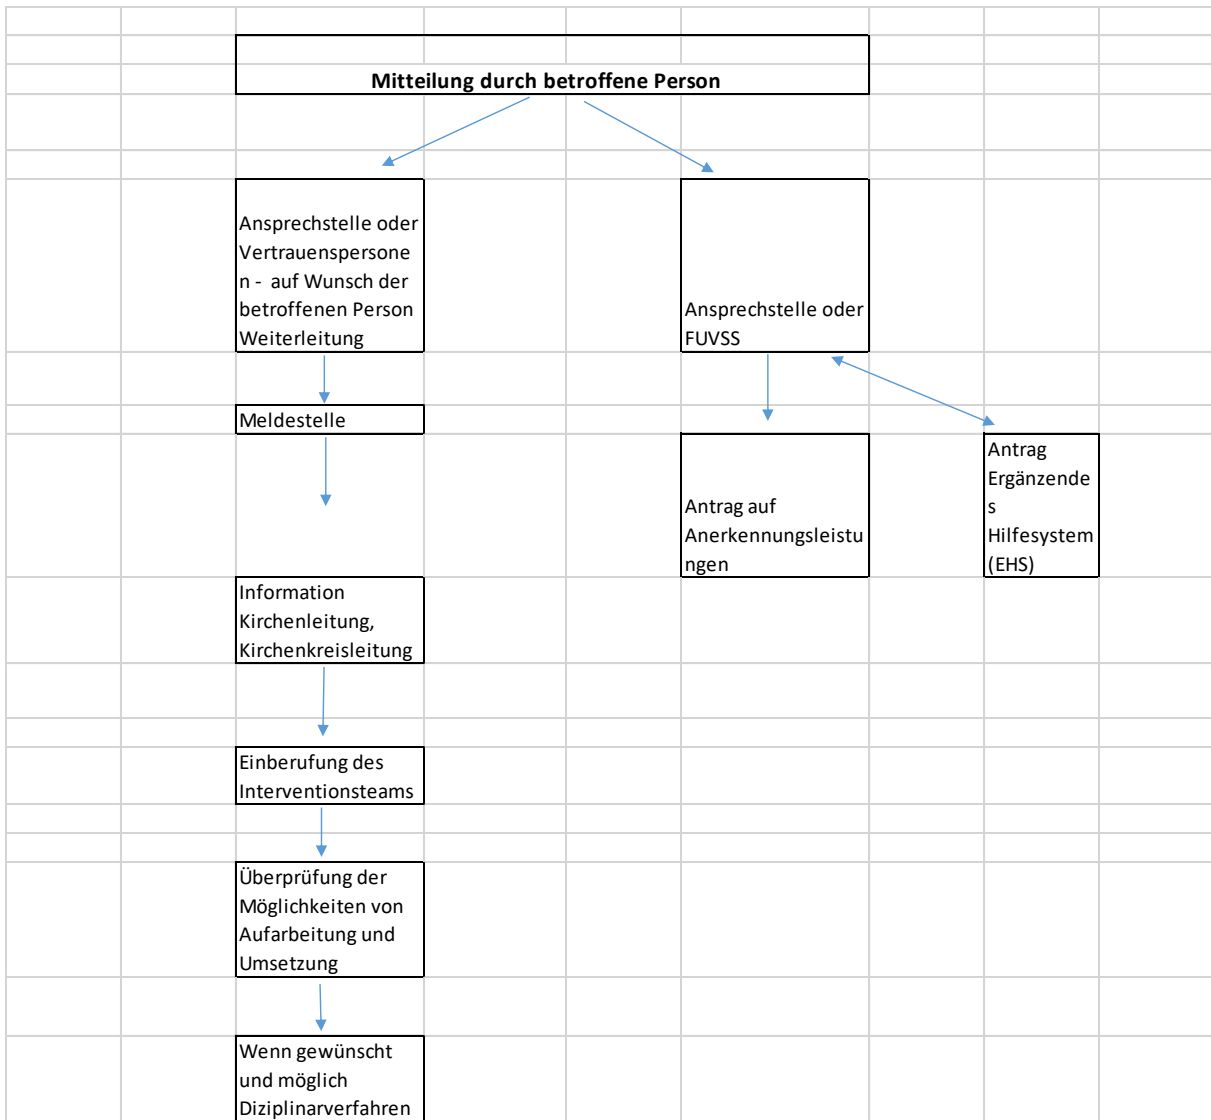 Mitteilung durch betroffene Person
Ansprechstelle oder
Vertrauenspersone
n -  auf Wunsch der
betroffenen Person
Weiterleitung
Ansprechstelle oder
FUVSS
Meldestelle
Antrag auf
Anerkennungsleistu
ngen
Antrag
Ergänzende
s
Hilfesystem
(EHS)
Information
Kirchenleitung,
Kirchenkreisleitung
Einberufung des
Interventionsteams
Überprüfung der
Möglichkeiten von
Aufarbeitung und
Umsetzung
Wenn gewünscht
und möglich
Diziplinarverfahren